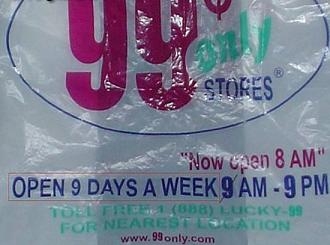 99¢
only
STORES®
"Now open 8 AM"
OPEN 9 DAYS A WEEK 9 AM - 9 PM
TOLL FREE 1 (888) LUCKY-99
FOR NEAREST LOCATION
www.99only.com